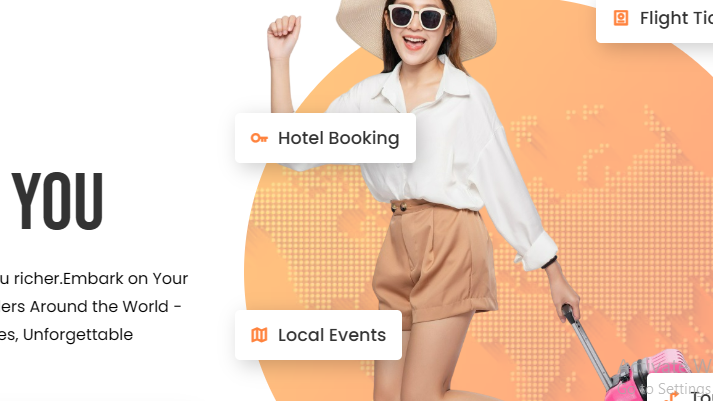 Flight Tic
Hotel Booking
YOU
u richer.Embark on Your
ers Around the World -
es, Unforgettable
Local Events
to Settings
To